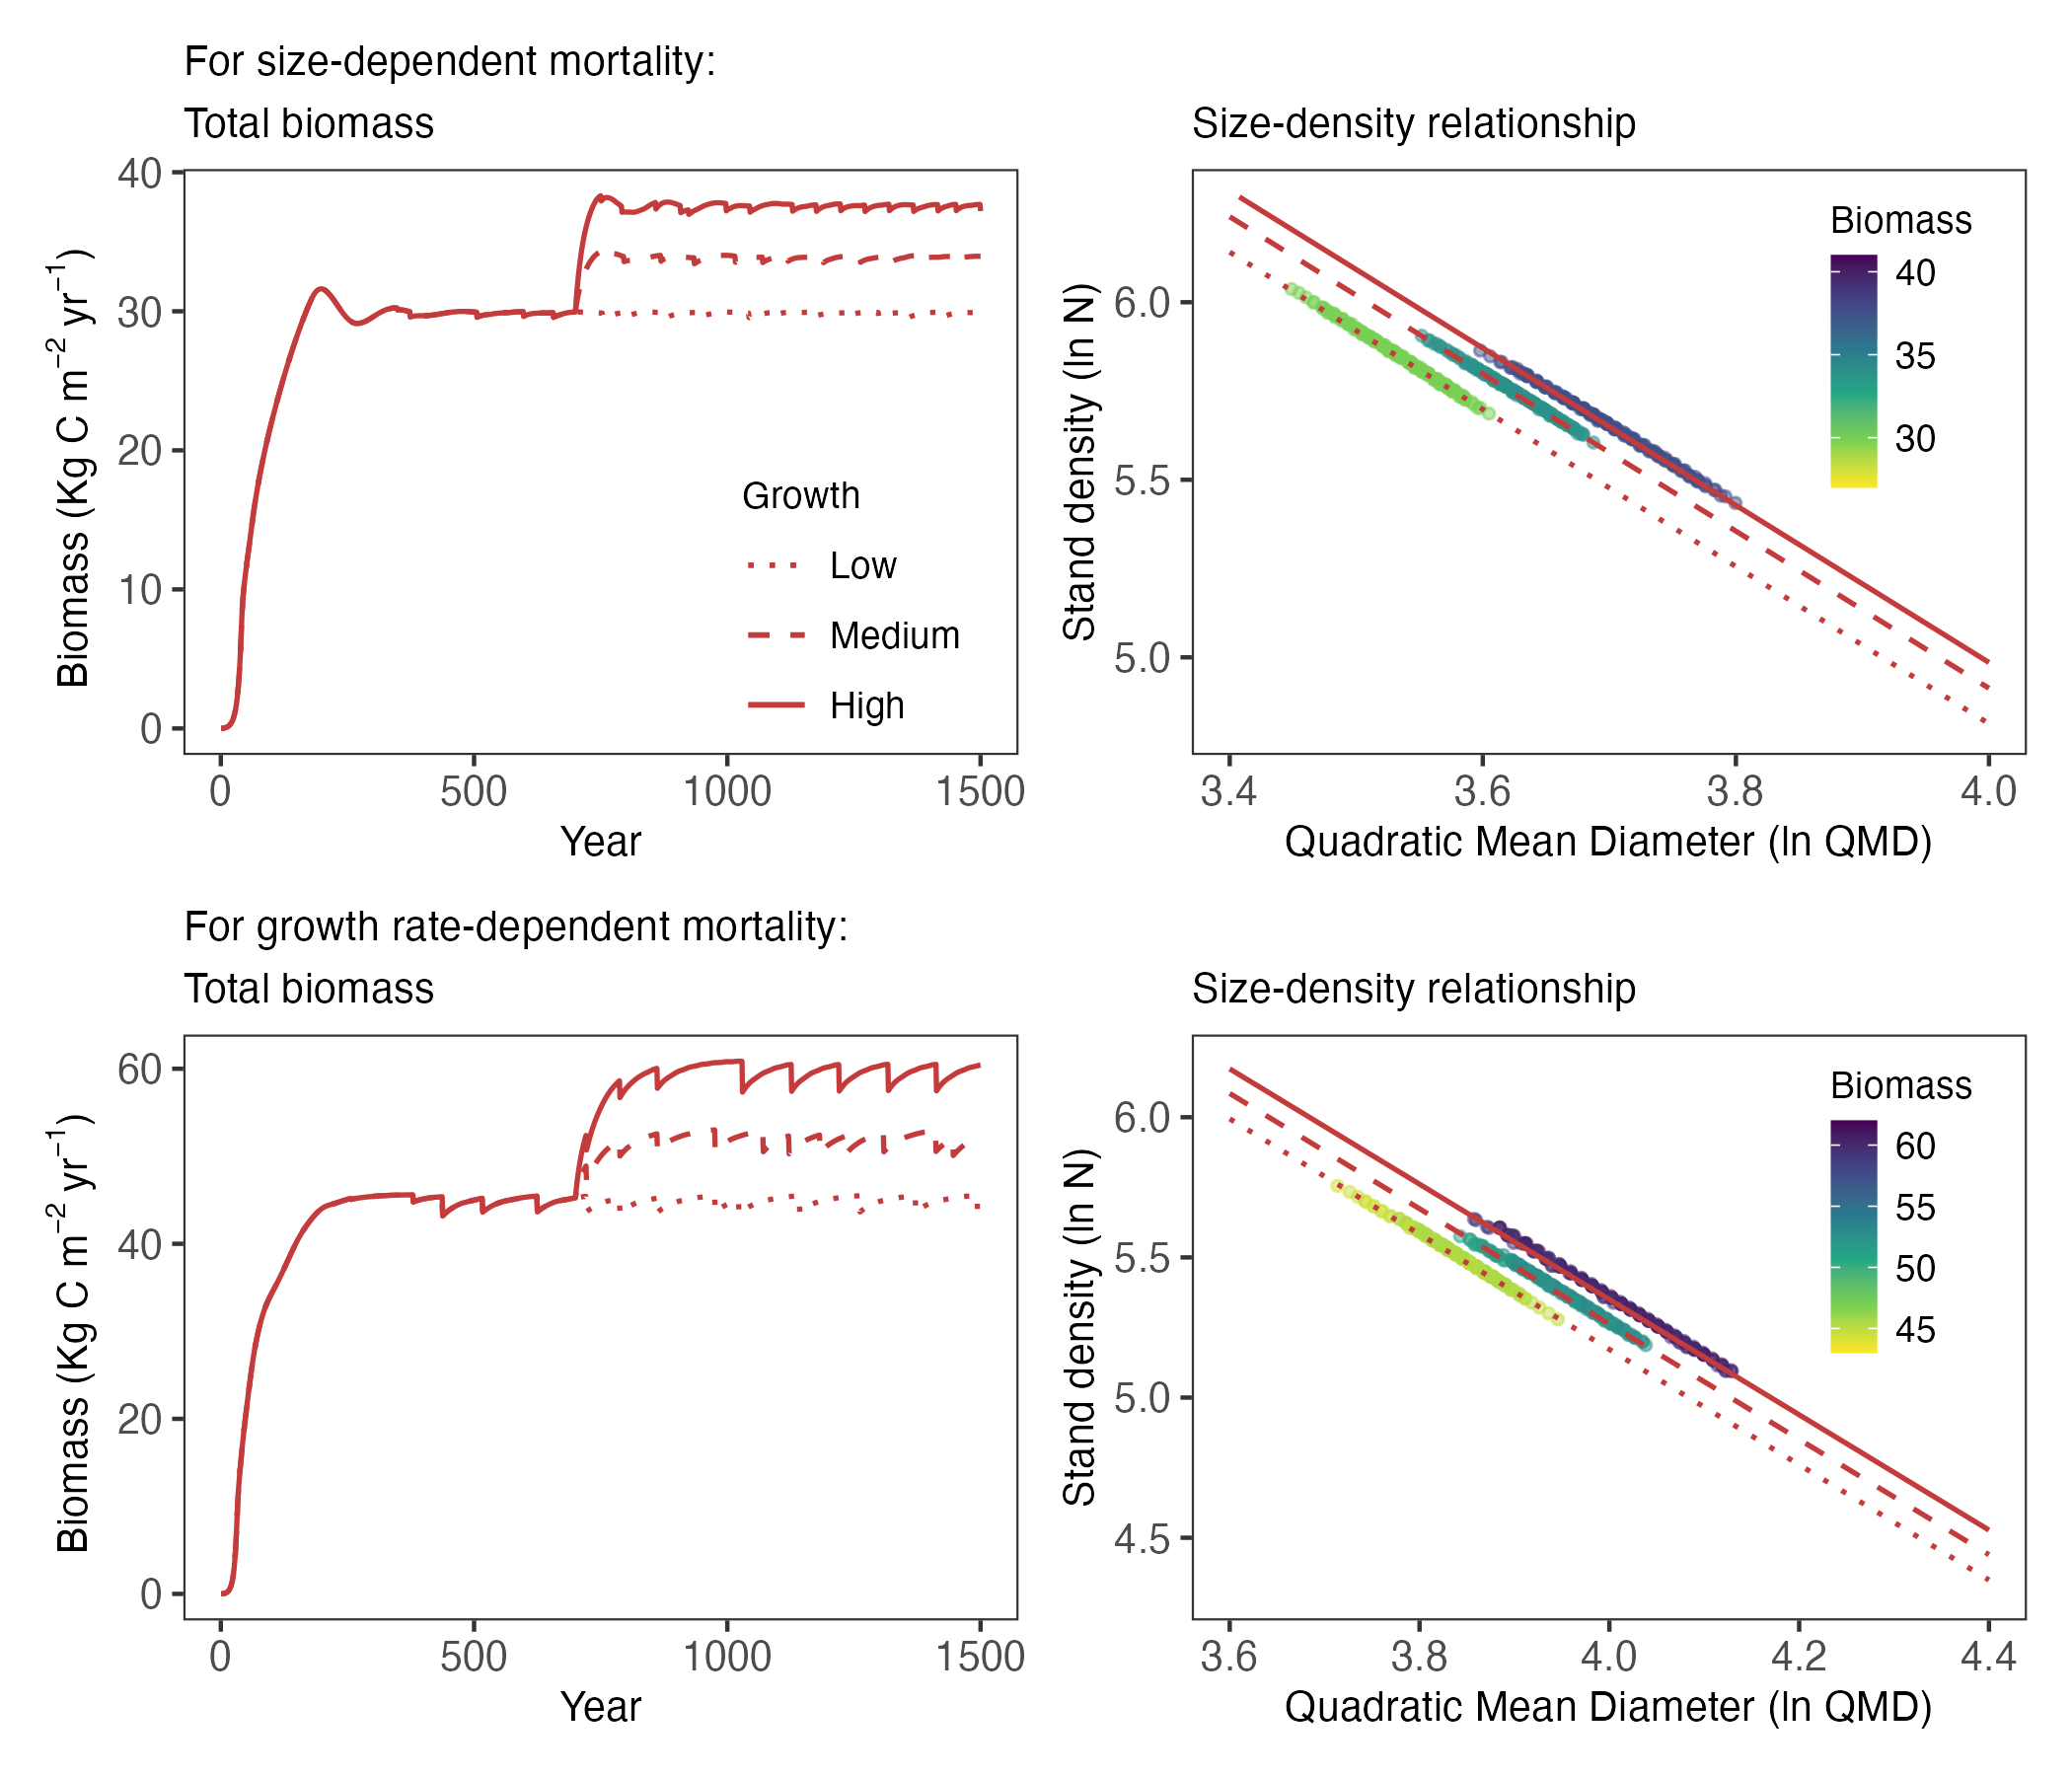 For size-dependent mortality:
Total biomass
Biomass (Kg C m−2 yr−1)
40
30
20
10
0
Growth
Low
Medium
High
0 500 1000 1500
Year
Size-density relationship
Stand density (ln N)
6.0
5.5
5.0
Biomass
40
35
30
3.4 3.6 3.8 4.0
Quadratic Mean Diameter (ln QMD)
For growth rate-dependent mortality:
Total biomass
Biomass (Kg C m−2 yr−1)
60
40
20
0
0 500 1000 1500
Year
Size-density relationship
Stand density (ln N)
6.0
5.5
5.0
4.5
Biomass
60
55
50
45
3.6 3.8 4.0 4.2 4.4
Quadratic Mean Diameter (ln QMD)